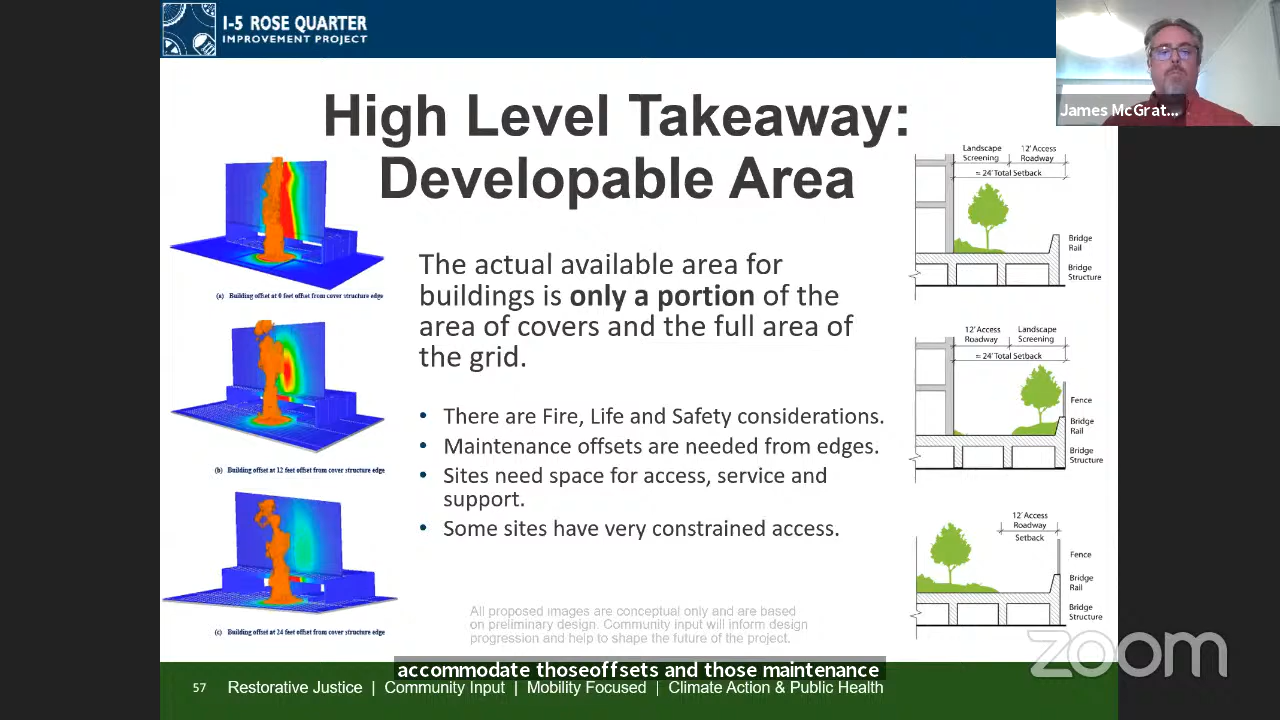 I-5 ROSE QUARTER
IMPROVEMENT PROJECT
James McGrat...
High Level Takeaway:
Developable Area
(a) Building offset at 0 feet offset from cover structure edge
(b) Building offset at 12 feet offset from cover structure edge
(c) Building offset at 24 feet offset from cover structure edge
The actual available area for
buildings is only a portion of the
area of covers and the full area of
the grid.
• There are Fire, Life and Safety considerations.
• Maintenance offsets are needed from edges.
• Sites need space for access, service and
support.
• Some sites have very constrained access.
All proposed images are conceptual only and are based
on preliminary design. Community input will inform design
progression and help to shape the future of the project.
Landscape
Screening
12' Access
Roadway
≈ 24' Total Setback
Bridge
Rail
Bridge
Structure
12' Access
Roadway
Landscape
Screening
≈ 24' Total Setback
Fence
Bridge
Rail
Bridge
Structure
12' Access
Roadway
Setback
Fence
Bridge
Rail
Bridge
Structure
zoom
accommodate thoseoffsets and those maintenance
57 Restorative Justice | Community Input | Mobility Focused | Climate Action & Public Health